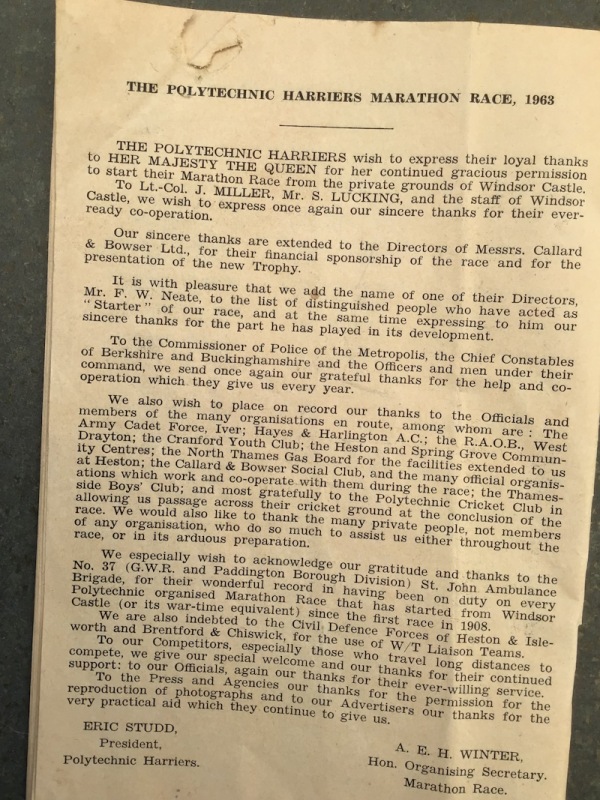 THE POLYTECHNIC HARRIERS MARATHON RACE, 1963
THE POLYTECHNIC HARRIERS wish to express their loyal thanks
to HER MAJESTY THE QUEEN for her continued gracious permission
to start their Marathon Race from the private grounds of Windsor Castle.
To Lt.-Col. J. MILLER, Mr. S. LUCKING, and the staff of Windsor
Castle, we wish to express once again our sincere thanks for their ever-
ready co-operation.
Our sincere thanks are extended to the Directors of Messrs. Callard
& Bowser Ltd., for their financial sponsorship of the race and for the
presentation of the new Trophy.
It is with pleasure that we add the name of one of their Directors,
Mr. F. W. Neate, to the list of distinguished people who have acted as
"Starter" of our race, and at the same time expressing to him our
sincere thanks for the part he has played in its development.
To the Commissioner of Police of the Metropolis, the Chief Constables
of Berkshire and Buckinghamshire and the Officers and men under their
command, we send once again our grateful thanks for the help and co-
operation which they give us every year.
We also wish to place on record our thanks to the Officials and
members of the many organisations en route, among whom are : The
Army Cadet Force, Iver; Hayes & Harlington A.C.; the R.A.O.B., West
Drayton; the Cranford Youth Club; the Heston and Spring Grove Commun-
ity Centres; the North Thames Gas Board for the facilities extended to us
at Heston; the Callard & Bowser Social Club, and the many official organis-
ations which work and co-operate with them during the race; the Thames-
side Boys' Club; and most gratefully to the Polytechnic Cricket Club in
allowing us passage across their cricket ground at the conclusion of the
race. We would also like to thank the many private people, not members
of any organisation, who do so much to assist us either throughout the
race, or in its arduous preparation.
We especially wish to acknowledge our gratitude and thanks to the
No. 37 (G.W.R. and Paddington Borough Division) St. John Ambulance
Brigade, for their wonderful record in having been on duty on every
Polytechnic organised Marathon Race that has started from Windsor
Castle (or its war-time equivalent) since the first race in 1908.
We are also indebted to the Civil Defence Forces of Heston & Isle-
worth and Brentford & Chiswick, for the use of W/T Liaison Teams.
To our Competitors, especially those who travel long distances to
compete, we give our special welcome and our thanks for their continued
support: to our Officials, again our thanks for their ever-willing service.
To the Press and Agencies our thanks for the permission for the
reproduction of photographs and to our Advertisers our thanks for the
very practical aid which they continue to give us.
ERIC STUDD,
President,
Polytechnic Harriers.
A. E. H. WINTER,
Hon. Organising Secretary.
Marathon Race.